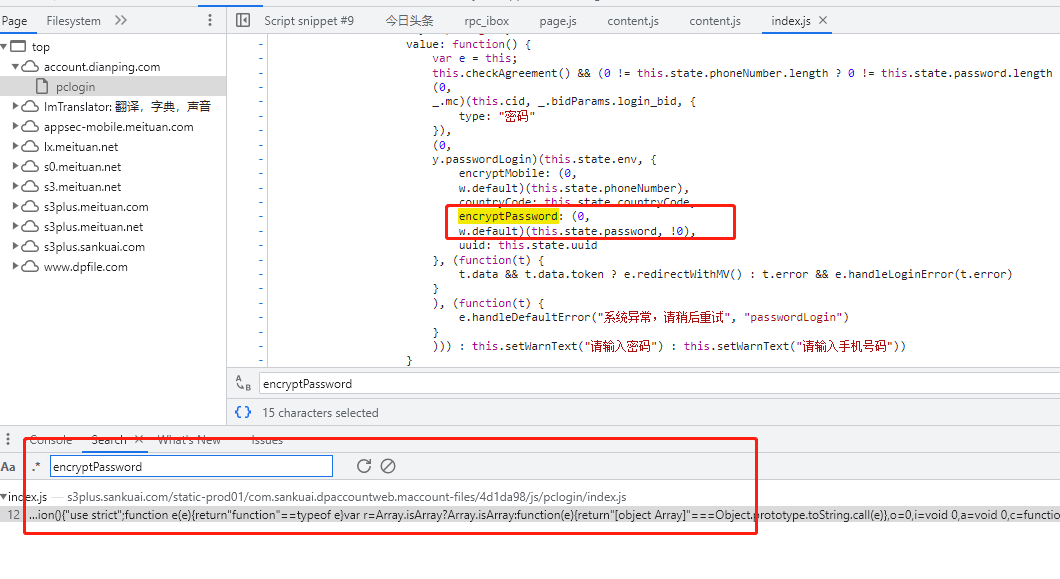 Page Filesystem
Script snippet #9 今日头条 rpc_ibox page.js content.js content.js index.js
top
account.dianping.com
pclogin
ImTranslator: 翻译，字典，声音
appsec-mobile.meituan.com
lx.meituan.net
s0.meituan.net
s3.meituan.net
s3plus.meituan.com
s3plus.meituan.net
s3plus.sankuai.com
www.dpfile.com
value: function() {
var e = this;
this.checkAgreement() && (0 != this.state.phoneNumber.length ? 0 != this.state.password.length
(0,
_.mc)(this.cid, _.bidParams.login_bid, {
type: "密码"
}),
(0,
y.passwordLogin)(this.state.env, {
encryptMobile: (0,
w.default)(this.state.phoneNumber),
countryCode: this.state.countryCode,
encryptPassword: (0,
w.default)(this.state.password, !0),
uuid: this.state.uuid
}, (function(t) {
t.data && t.data.token ? e.redirectWithMV() : t.error && e.handleLoginError(t.error)
}
), (function(t) {
e.handleDefaultError("系统异常，请稍后重试", "passwordLogin")
}
))) : this.setWarnText("请输入密码") : this.setWarnText("请输入手机号码"))
}
encryptPassword
{} 15 characters selected
Console Search What's New Issues
Aa .* encryptPassword
index.js — s3plus.sankuai.com/static-prod01/com.sankuai.dpaccountweb.maccount-files/4d1da98/js/pclogin/index.js
12 ...ion(){"use strict";function e(e){return"function"==typeof e}var r=Array.isArray?Array.isArray:function(e){return"[object Array]"===Object.prototype.toString.call(e)},o=0,i=void 0,a=void 0,c=functio